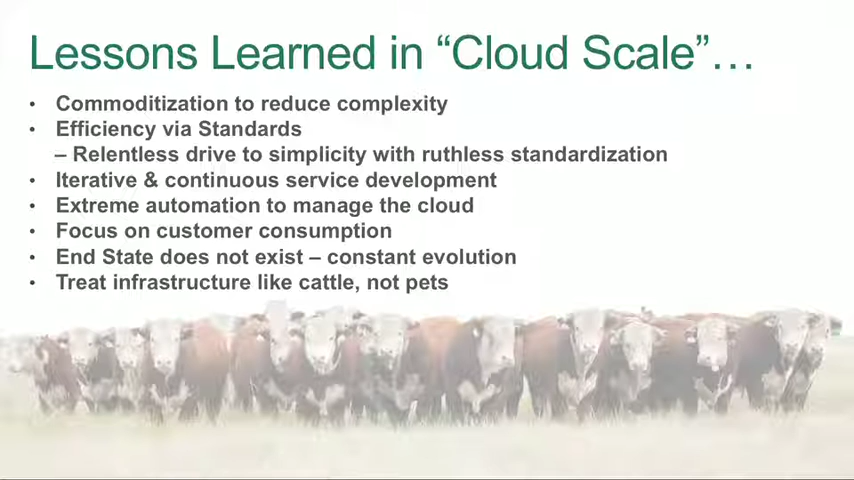 Lessons Learned in “Cloud Scale”…
• Commoditization to reduce complexity
• Efficiency via Standards
– Relentless drive to simplicity with ruthless standardization
• Iterative & continuous service development
• Extreme automation to manage the cloud
• Focus on customer consumption
• End State does not exist – constant evolution
• Treat infrastructure like cattle, not pets